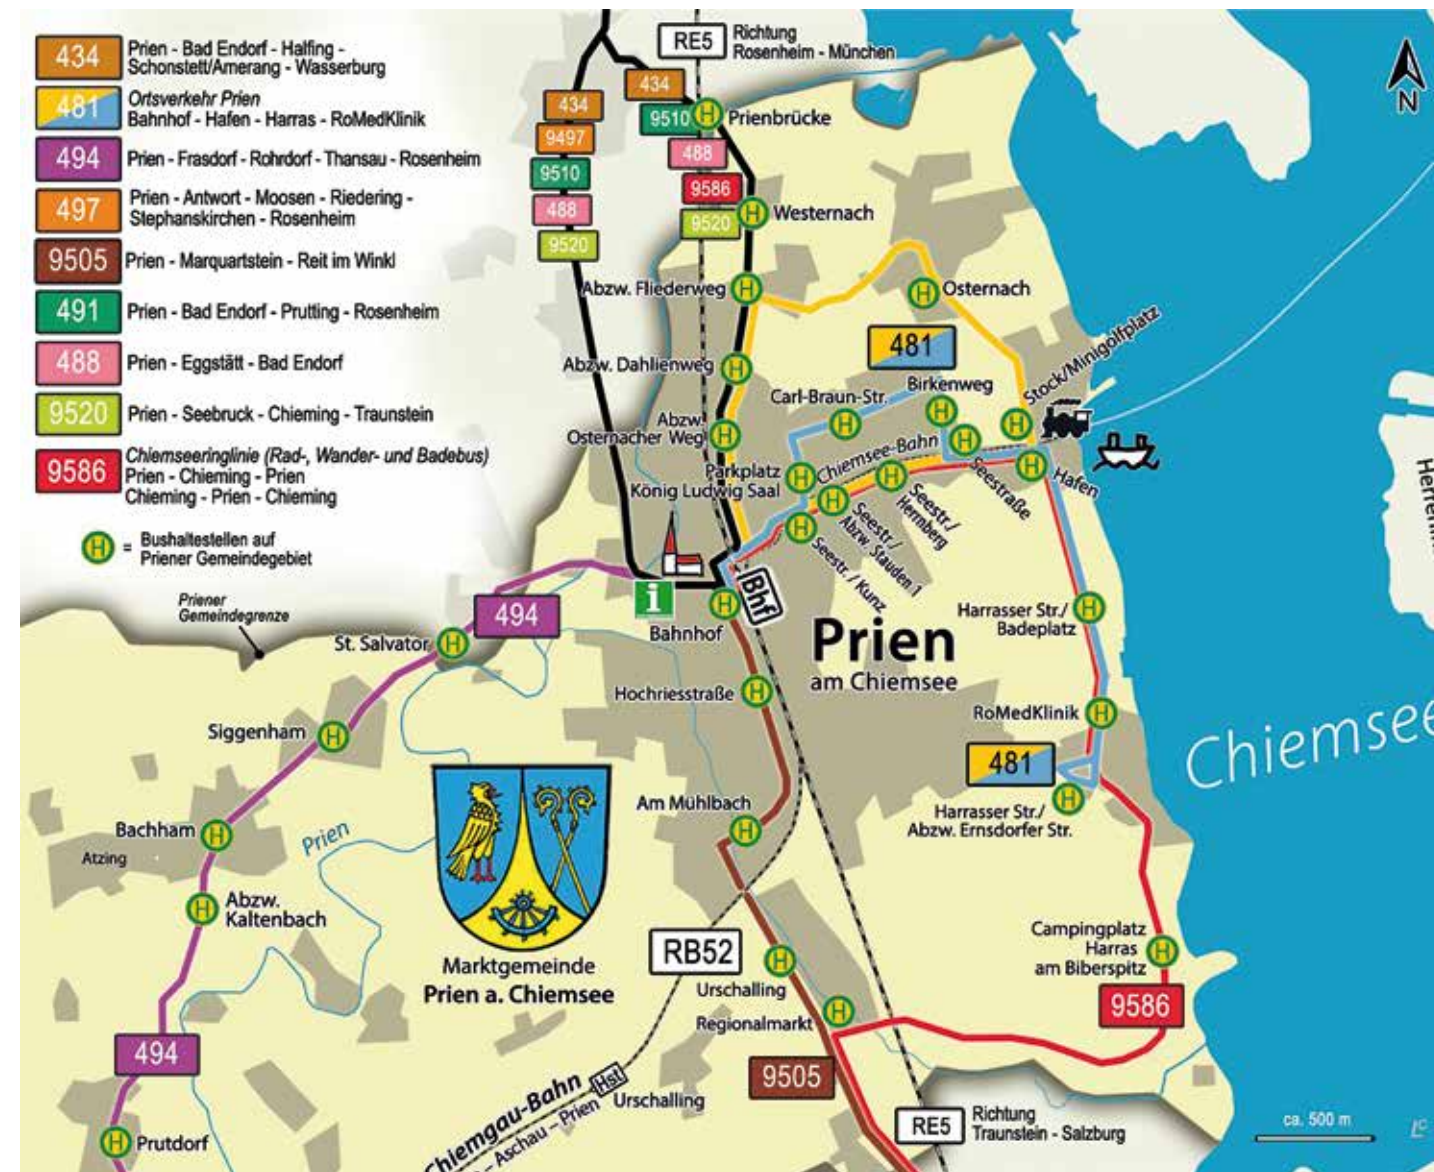 434
Prien - Bad Endorf - Halfing -
Schonstett/Amerang - Wasserburg
481
Ortsverkehr Prien
Bahnhof - Hafen - Harras - RoMedKlinik
494
Prien - Frasdorf - Rohrdorf - Thansau - Rosenheim
497
Prien - Antwort - Moosen - Riedering -
Stephanskirchen - Rosenheim
9505
Prien - Marquartstein - Reit im Winkl
491
Prien - Bad Endorf - Prutting - Rosenheim
488
Prien - Eggstätt - Bad Endorf
9520
Prien - Seebruck - Chieming - Traunstein
9586
Chiemseeringlinie (Rad-, Wander- und Badebus)
Prien - Chieming - Prien
Chieming - Prien - Chieming
H = Bushaltestellen auf
Priener Gemeindegebiet
Priener
Gemeindegrenze
RE5
Richtung
Rosenheim - München
N
434
9497
9510
488
9520
434
9510
488
9586
9520
Prienbrücke
Westernach
Abzw. Fliederweg
Osternach
481
Abzw. Dahlienweg
Stock/Minigolfplatz
Birkenweg
Carl-Braun-Str.
Abzw.
Osternacher Weg
Chiemsee-Bahn
Parkplatz
König Ludwig Saal
Seestraße
Hafen
Seestr./
Herrnberg
Seestr./
Abzw. Stauden 1
Seestr. / Kunz
Bhf
i
Bahnhof
494
St. Salvator
Prien
am Chiemsee
Harrasser Str./
Badeplatz
Hochriesstraße
RoMedKlinik
Siggenham
481
Chiemsee
Am Mühlbach
Harrasser Str./
Abzw. Ernsdorfer Str.
Bachham
Atzing
Prien
Abzw.
Kaltenbach
Marktgemeinde
Prien a. Chiemsee
RB52
Urschalling
Regionalmarkt
Campingplatz
Harras
am Biberspitz
9586
494
9505
Chiemgau-Bahn
– Aschau – Prien
Hst
Urschalling
Prutdorf
RE5
Richtung
Traunstein - Salzburg
ca. 500 m